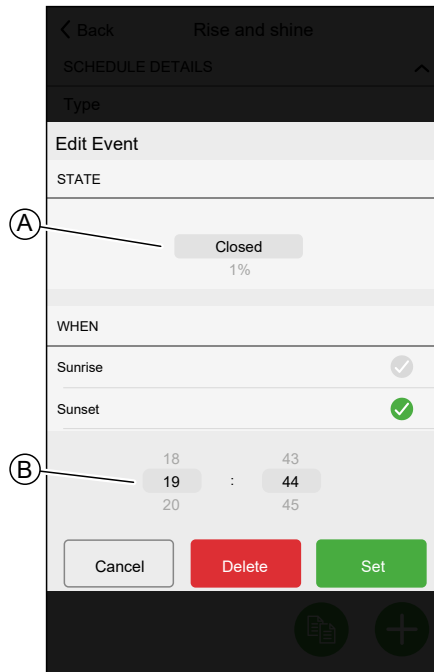 Back Rise and shine
SCHEDULE DETAILS
Type
Edit Event
STATE
A
Closed
1%
WHEN
Sunrise
Sunset
18 43
B
19 : 44
20 45
Cancel Delete Set